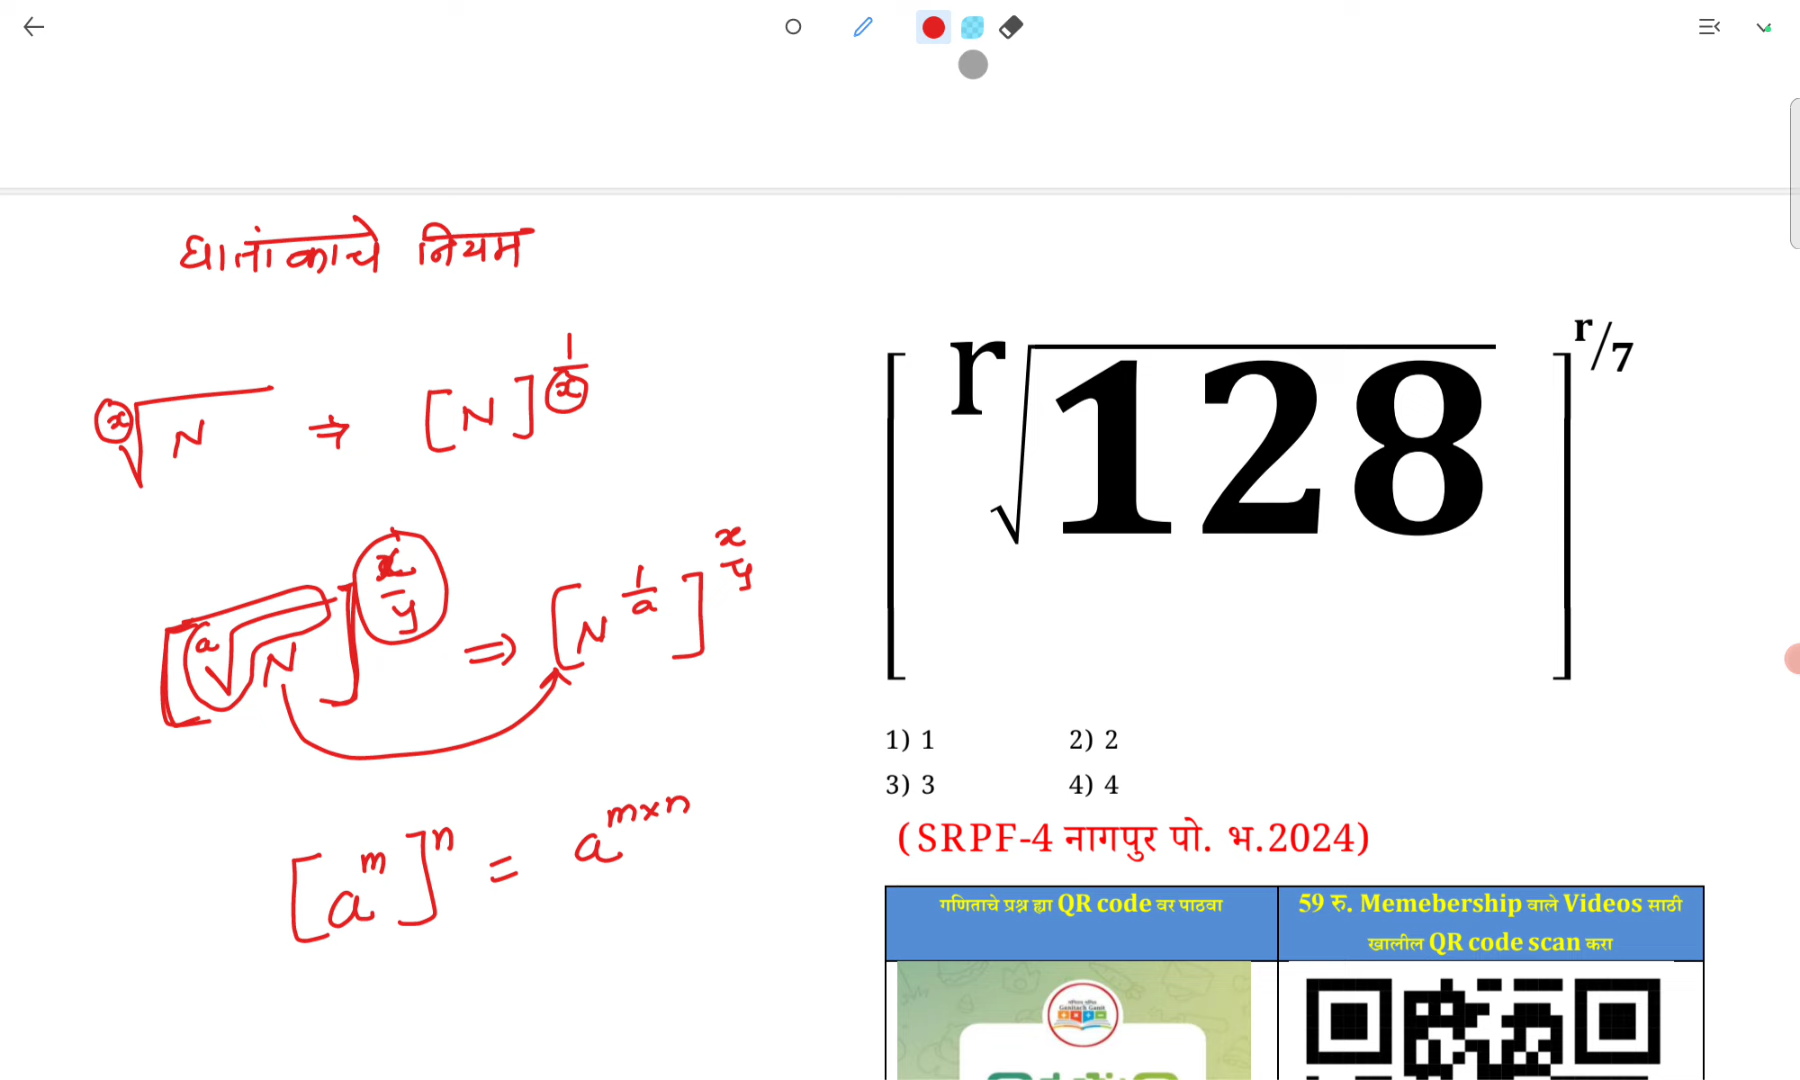 घातांकाचे नियम
x√N ⇒ [N]^(1/x)
[a√N]^(x/y) ⇒ [N^(1/a)]^(x/y)
[a^m]^n = a^(m×n)
[r√128]^(r/7)
1) 1 2) 2
3) 3 4) 4
(SRPF-4 नागपुर पो. भ.2024)
गणिताचे प्रश्न ह्या QR code वर पाठवा
59 रु. Memebership वाले Videos साठी
खालील QR code scan करा